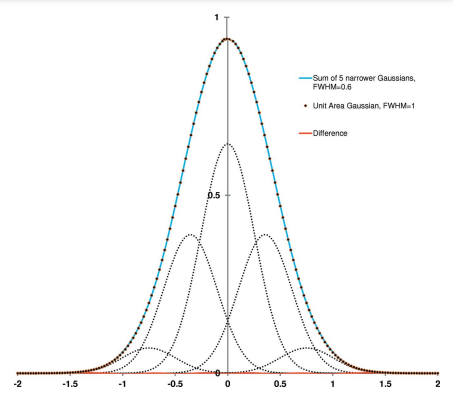 1
Sum of 5 narrower Gaussians,
FWHM=0.6
Unit Area Gaussian, FWHM=1
Difference
0.5
0
-2 -1.5 -1 -0.5 0 0.5 1 1.5 2